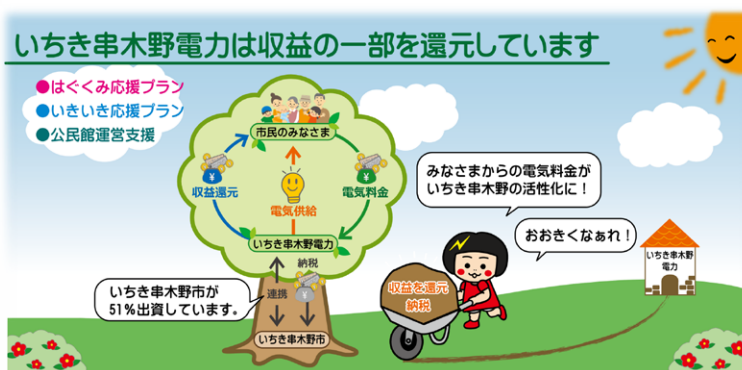 いちき串木野電力は収益の一部を還元しています
●はぐくみ応援プラン
●いきいき応援プラン
●公民館運営支援
市民のみなさま
¥
収益還元
¥
電気料金
電気供給
いちき串木野電力
納税
¥
連携
いちき串木野市
いちき串木野市が
51%出資しています。
みなさまからの電気料金が
いちき串木野の活性化に！
おおきくなぁれ！
収益を還元
納税
いちき串木野
電力